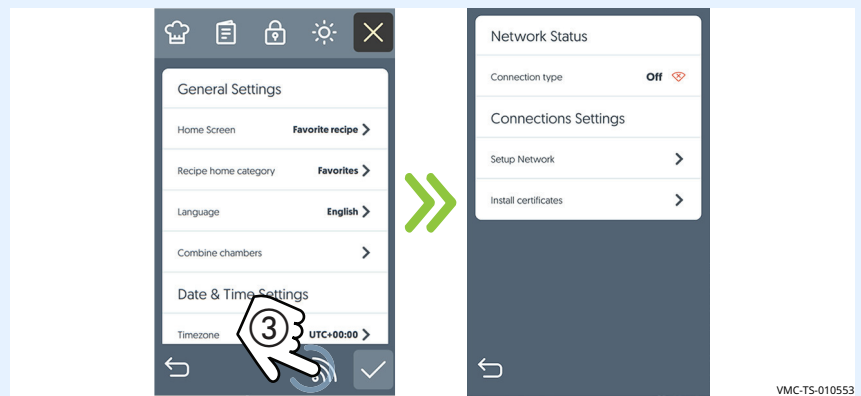 General Settings
Home Screen Favorite recipe
Recipe home category Favorites
Language English
Combine chambers
Date & Time Settings
Timezone UTC+00:00
3
Network Status
Connection type Off
Connections Settings
Setup Network
Install certificates
VMC-TS-010553